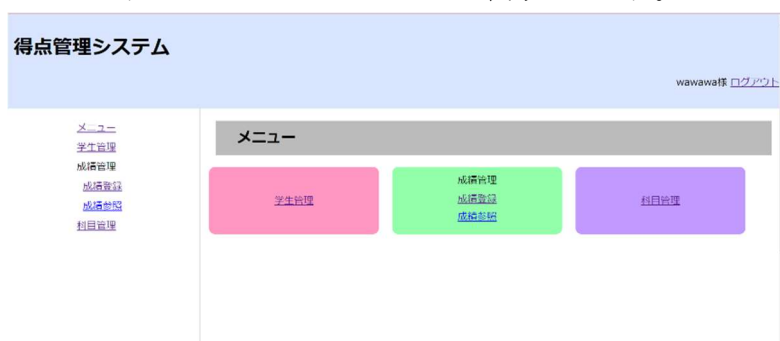 得点管理システム
wawawa様 ログアウト
メニュー
学生管理
成績管理
成績登録
成績参照
科目管理
メニュー
学生管理
成績管理
成績登録
成績参照
科目管理